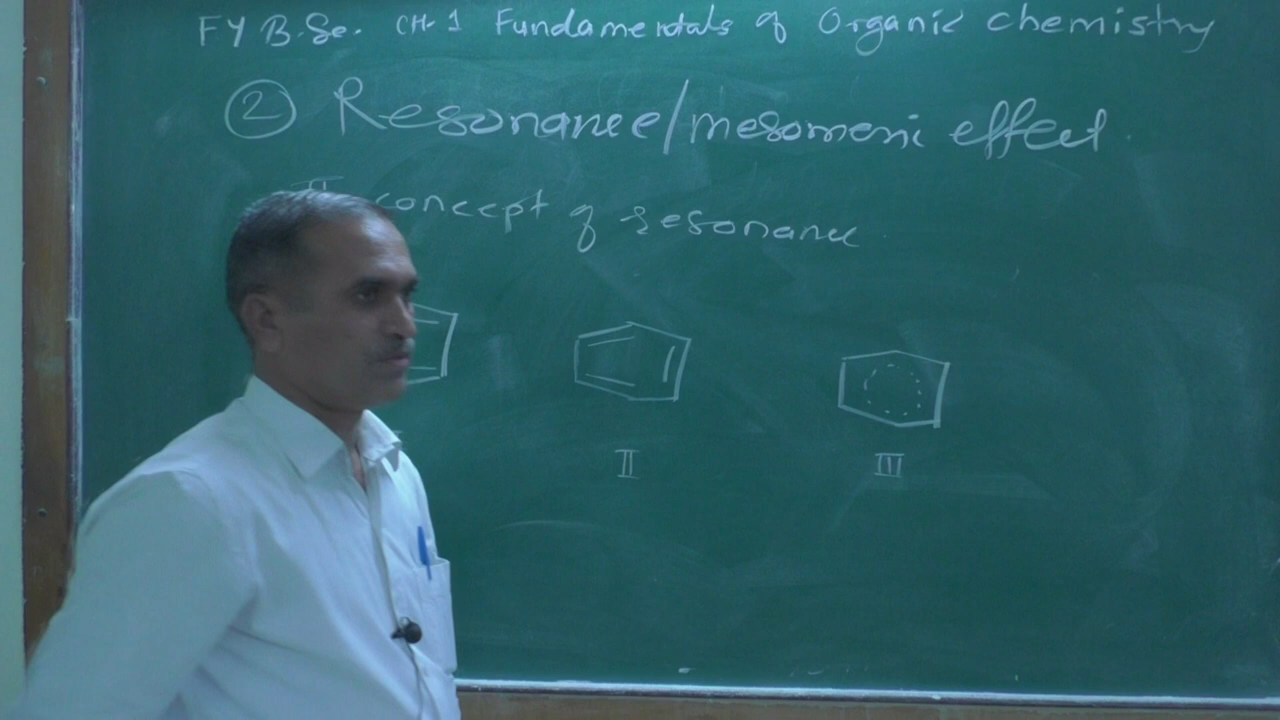 FY B.Sc. CH-1 Fundamentals of Organic chemistry
② Resonance/mesomeric effect
concept of resonance
II III